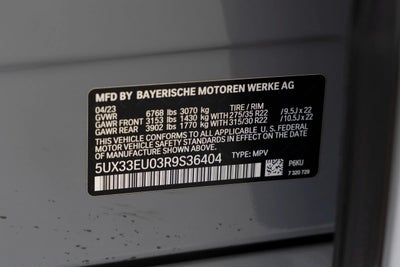 MFD BY BAYERISCHE MOTOREN WERKE AG
04/23 TIRE / RIM
GVWR 6768 lbs 3070 kg
GAWR FRONT 3153 lbs 1430 kg 275/35 R22 /9.5J x 22
GAWR REAR 3902 lbs 1770 kg 315/30 R22 /10.5J x 22
THIS VEHICLE CONFORMS TO ALL APPLICABLE U.S. FEDERAL
MOTOR VEHICLE SAFETY STANDARDS IN EFFECT ON THE DATE
OF MANUFACTURE SHOWN ABOVE.
5UX33EU03R9S36404 TYPE: MPV
P6KU
7 320 729